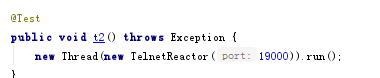 @Test
public void t2() throws Exception {
new Thread(new TelnetReactor( port: 19000)).run();
}